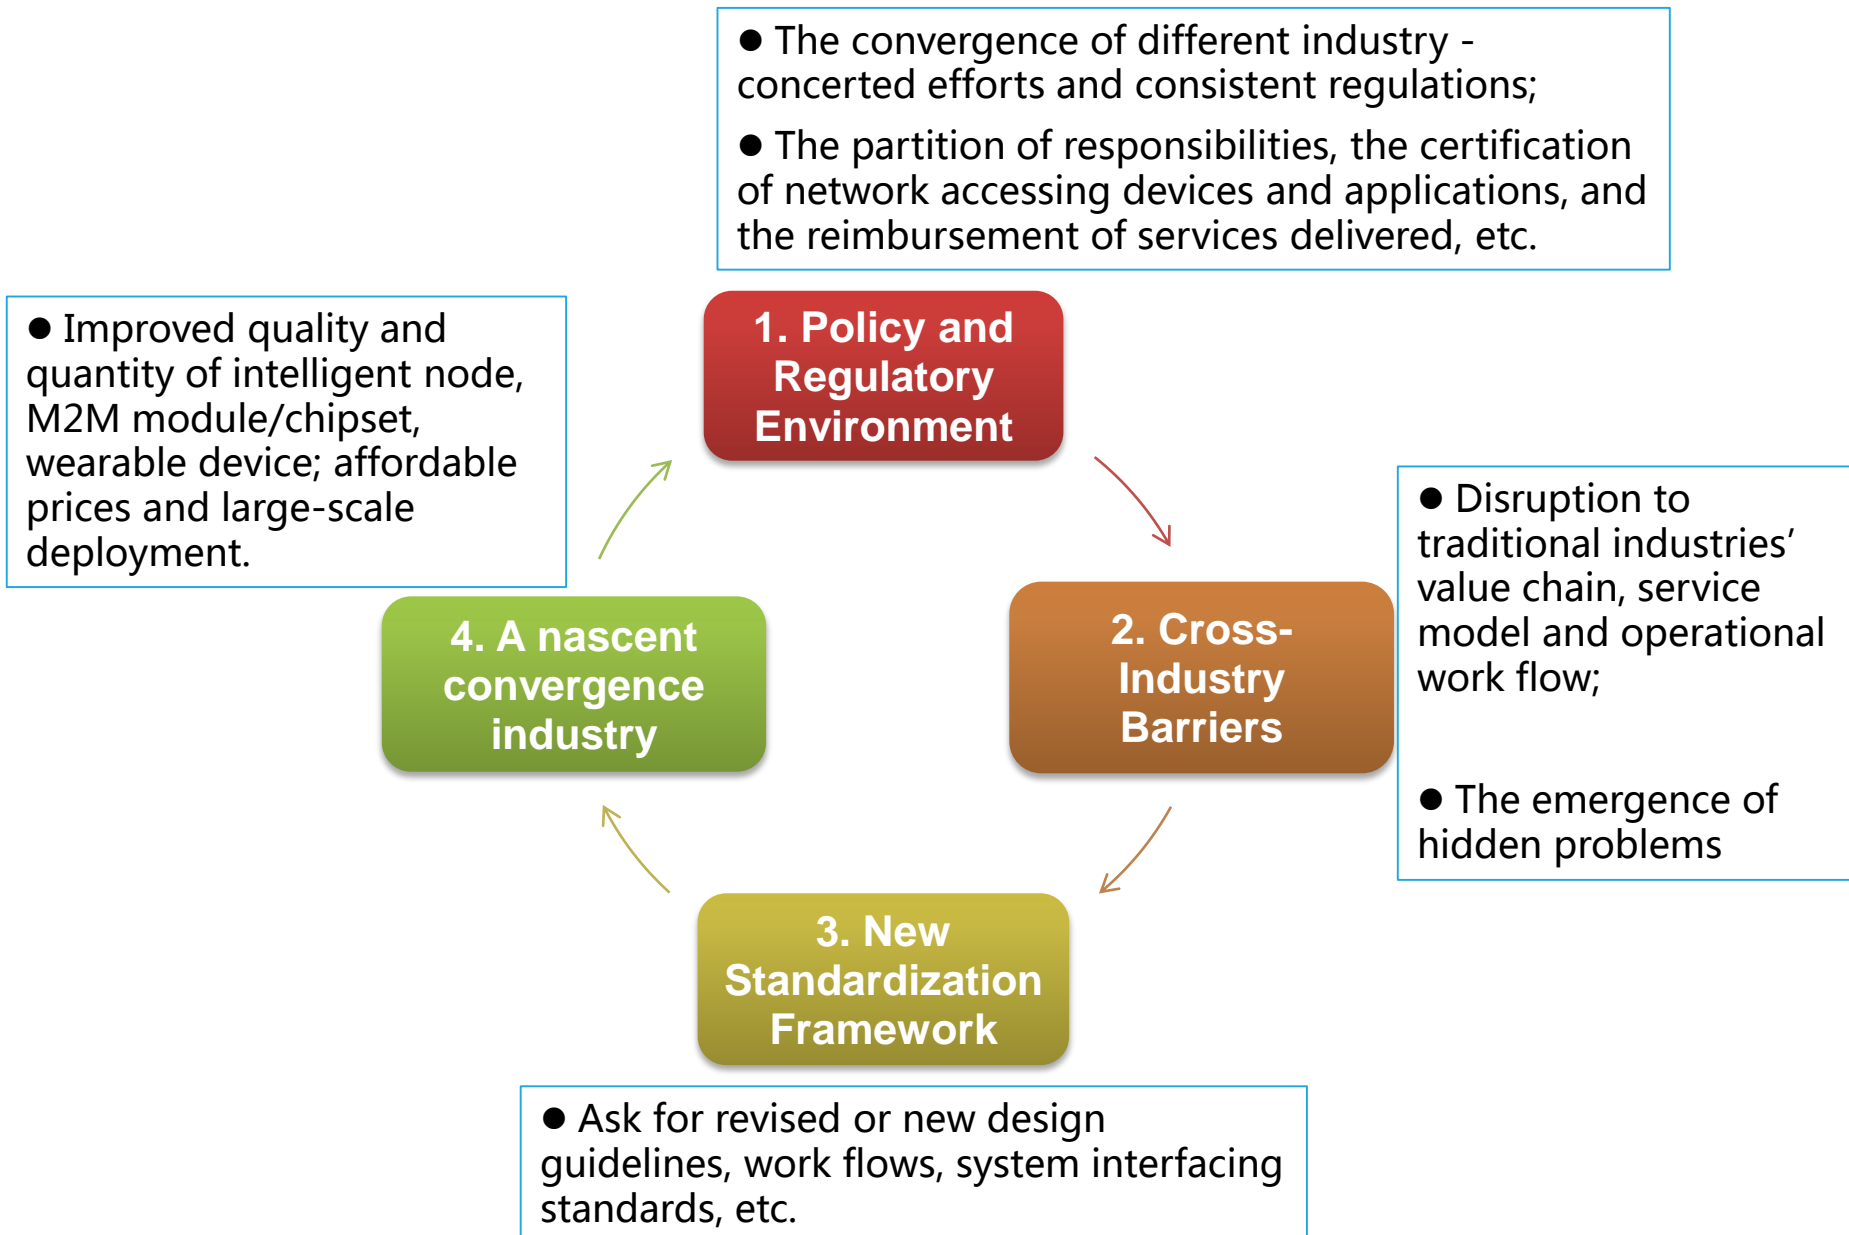 ● The convergence of different industry -
concerted efforts and consistent regulations;
● The partition of responsibilities, the certification
of network accessing devices and applications, and
the reimbursement of services delivered, etc.
1. Policy and
Regulatory
Environment
● Disruption to
traditional industries’
value chain, service
model and operational
work flow;
● The emergence of
hidden problems
2. Cross-
Industry
Barriers
3. New
Standardization
Framework
● Ask for revised or new design
guidelines, work flows, system interfacing
standards, etc.
● Improved quality and
quantity of intelligent node,
M2M module/chipset,
wearable device; affordable
prices and large-scale
deployment.
4. A nascent
convergence
industry